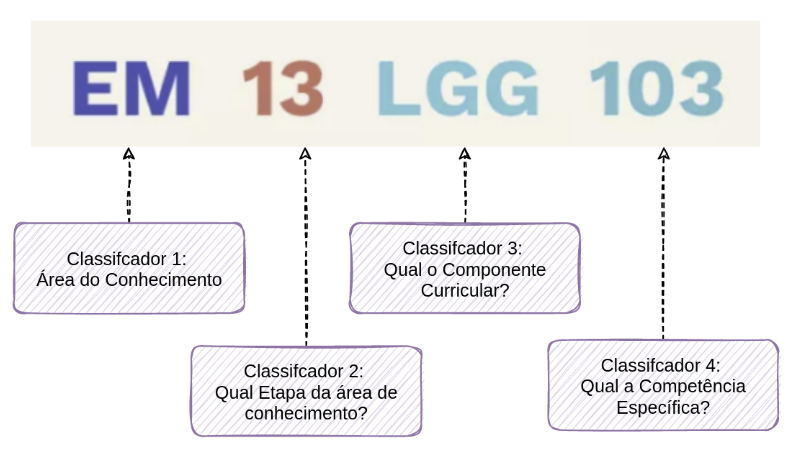 EM 13 LGG 103
Classifcador 1:
Área do Conhecimento
Classifcador 3:
Qual o Componente
Curricular?
Classifcador 2:
Qual Etapa da área de
conhecimento?
Classifcador 4:
Qual a Competência
Específica?